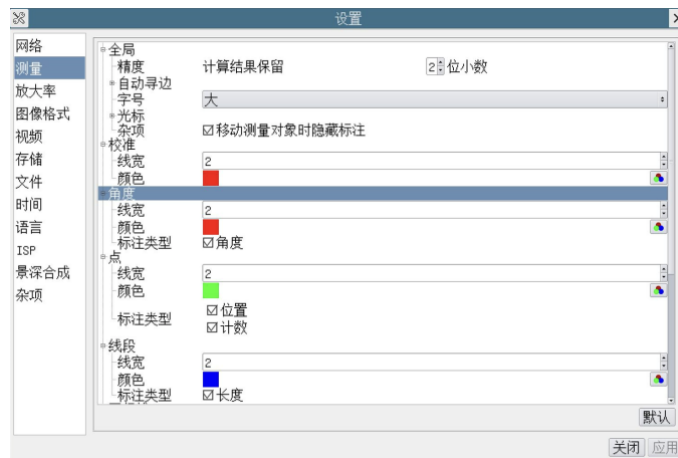 设置
网络
测量
放大率
图像格式
视频
存储
文件
时间
语言
ISP
景深合成
杂项
全局
精度 计算结果保留 2 位小数
自动寻边
字号 大
光标
杂项 移动测量对象时隐藏标注
校准
线宽 2
颜色
角度
线宽 2
颜色
标注类型 角度
点
线宽 2
颜色
标注类型 位置
计数
线段
线宽 2
颜色
标注类型 长度
默认
关闭 应用